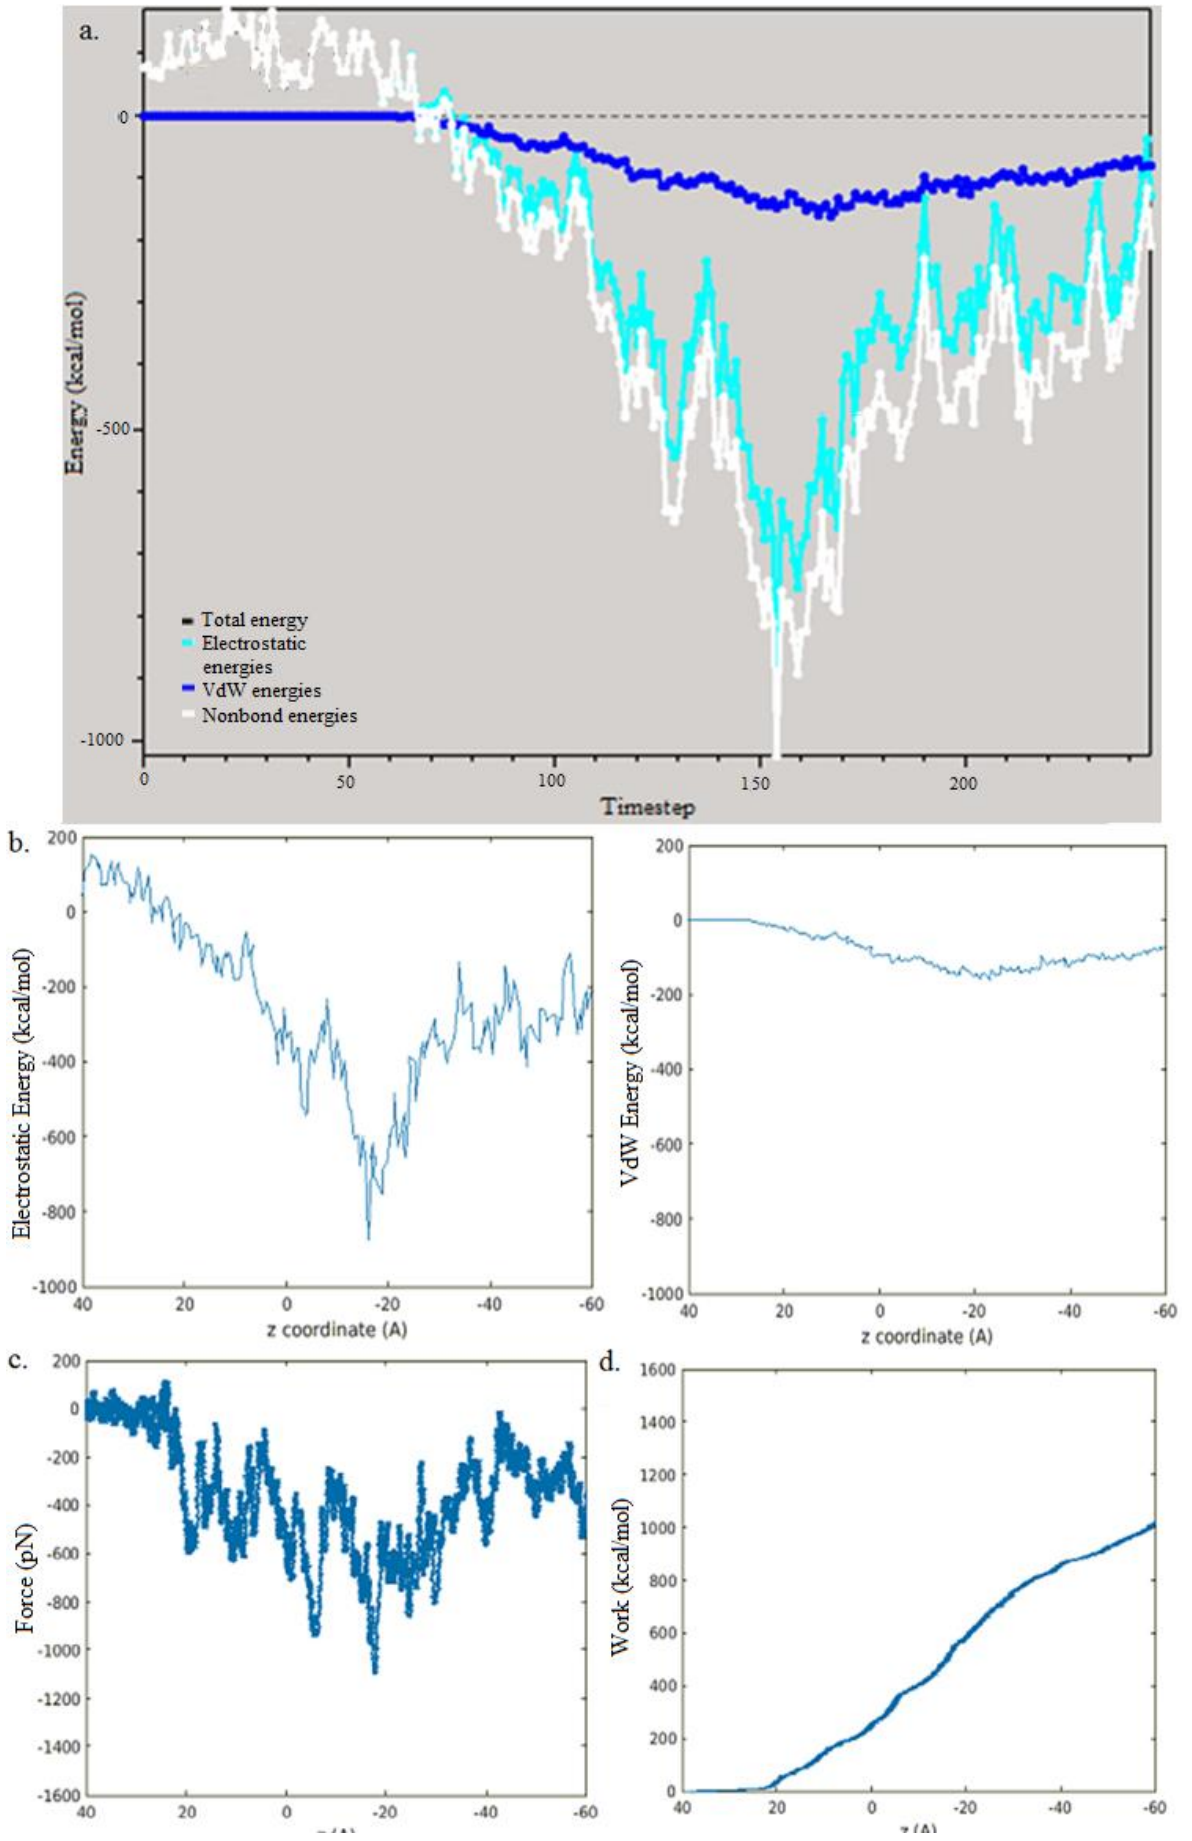 a.
0
-500
-1000
Energy (kcal/mol)
Total energy
Electrostatic
energies
VdW energies
Nonbond energies
0 50 100 150 200
Timestep
b.
200
0
-200
-400
-600
-800
-1000
Electrostatic Energy (kcal/mol)
40 20 0 -20 -40 -60
z coordinate (A)
200
0
-200
-400
-600
-800
-1000
VdW Energy (kcal/mol)
40 20 0 -20 -40 -60
z coordinate (A)
c.
200
0
-200
-400
-600
-800
-1000
-1200
-1400
-1600
Force (pN)
40 20 0 -20 -40 -60
z (A)
d.
1600
1400
1200
1000
800
600
400
200
0
Work (kcal/mol)
40 20 0 -20 -40 -60
z (A)